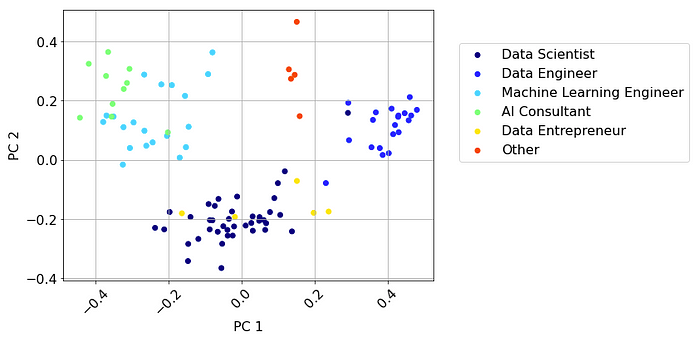 0.4
0.2
0.0
−0.2
−0.4
PC 2
−0.4
−0.2
0.0
0.2
0.4
PC 1
Data Scientist
Data Engineer
Machine Learning Engineer
AI Consultant
Data Entrepreneur
Other